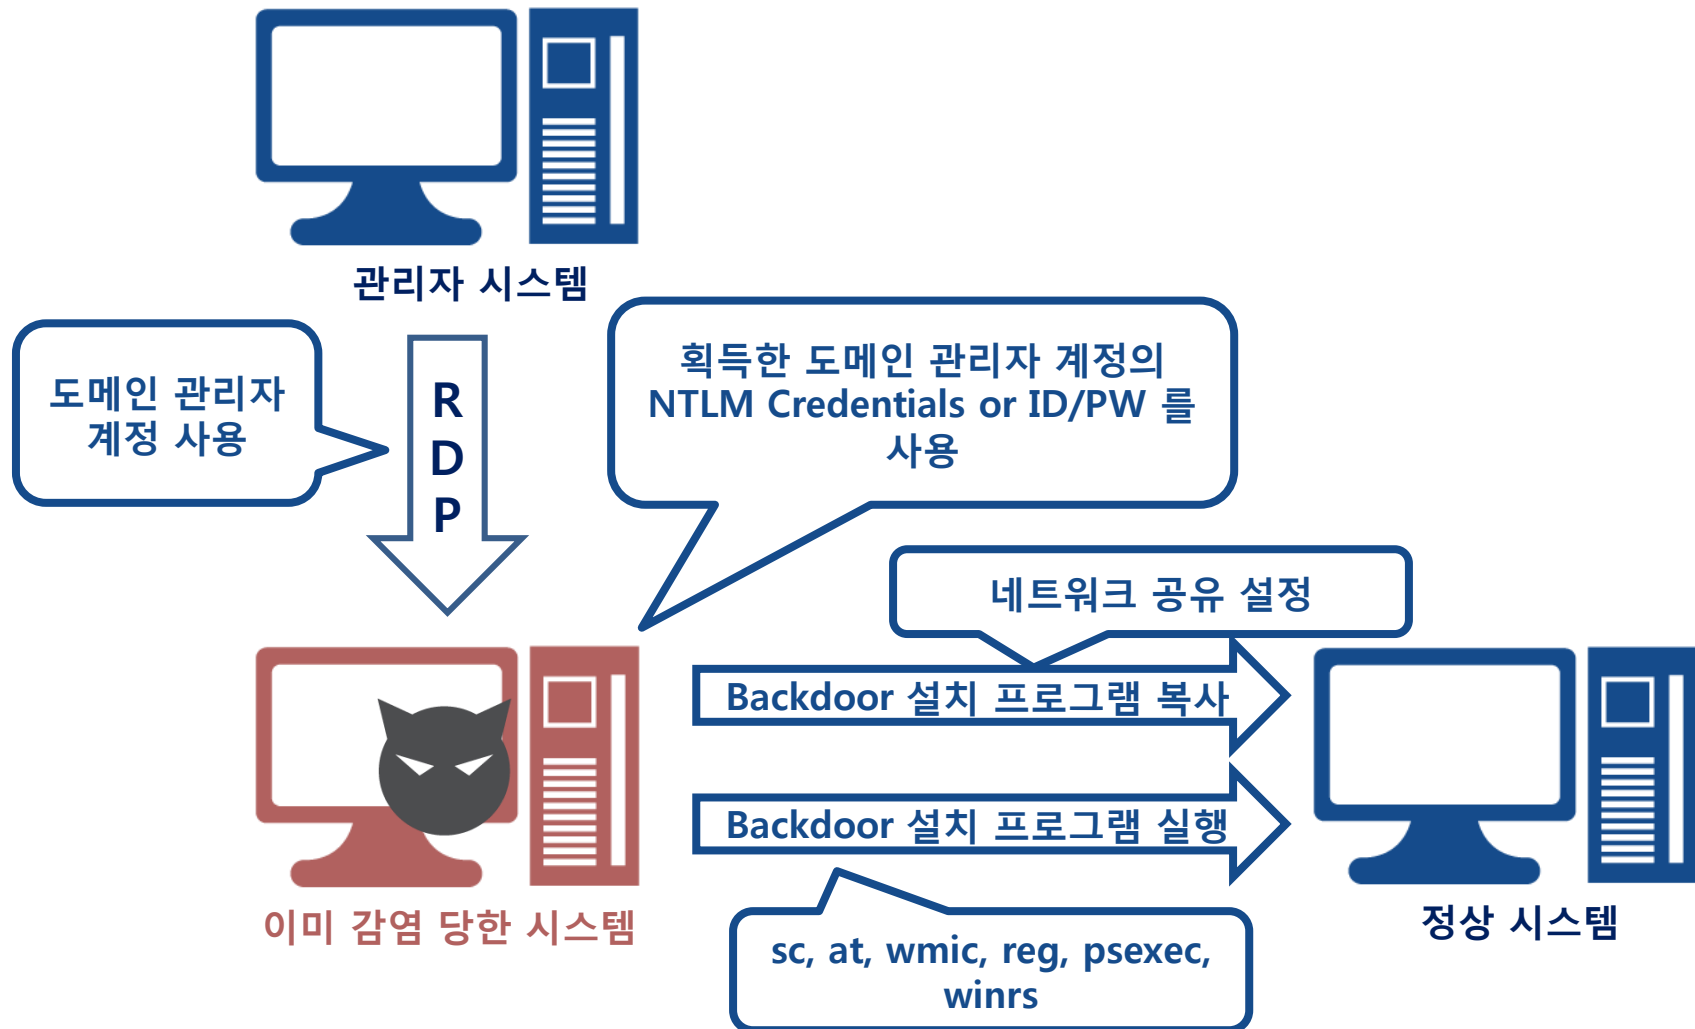 관리자 시스템
도메인 관리자
계정 사용
R
D
P
획득한 도메인 관리자 계정의
NTLM Credentials or ID/PW 를
사용
네트워크 공유 설정
Backdoor 설치 프로그램 복사
Backdoor 설치 프로그램 실행
이미 감염 당한 시스템
정상 시스템
sc, at, wmic, reg, psexec,
winrs